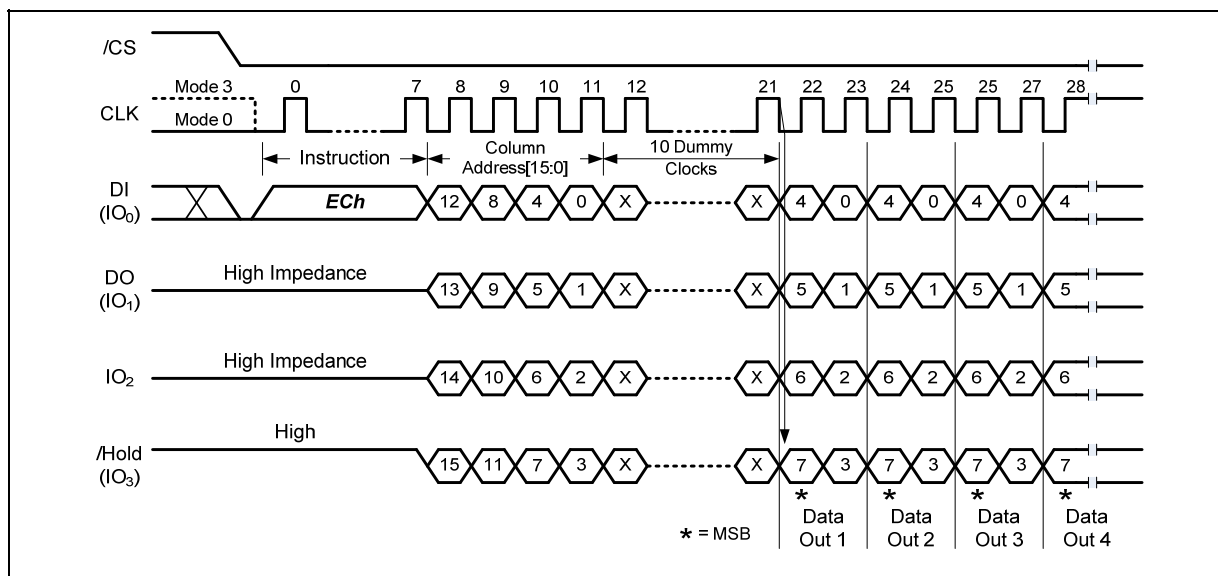 /CS
Mode 3 0 7 8 9 10 11 12 21 22 23 24 25 25 27 28
CLK
Mode 0
Instruction
Column
Address[15:0]
10 Dummy
Clocks
DI
(IO0)
ECh 12 8 4 0 X X 4 0 4 0 4 0 4
DO
(IO1)
High Impedance 13 9 5 1 X X 5 1 5 1 5 1 5
IO2
High Impedance 14 10 6 2 X X 6 2 6 2 6 2 6
/Hold
(IO3)
High 15 11 7 3 X X 7 3 7 3 7 3 7
* * * *
* = MSB
Data
Out 1
Data
Out 2
Data
Out 3
Data
Out 4